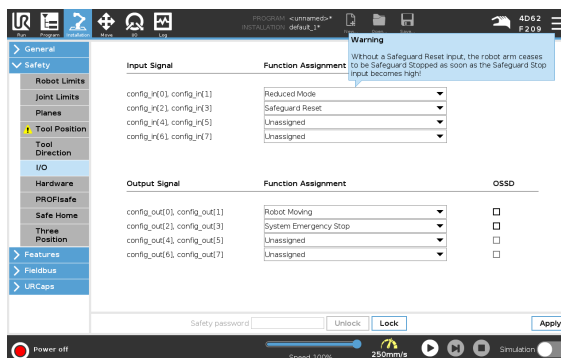 PROGRAM <unnamed>*
INSTALLATION default_1*
4D62
F209
Run Program Installation Move I/O Log New... Open... Save...
Warning
Without a Safeguard Reset input, the robot arm ceases
to be Safeguard Stopped as soon as the Safeguard Stop
input becomes high!
General
Safety
Robot Limits
Joint Limits
Planes
Tool Position
Tool
Direction
I/O
Hardware
PROFIsafe
Safe Home
Three
Position
Features
Fieldbus
URCaps
Input Signal Function Assignment
config_in[0], config_in[1] Reduced Mode
config_in[2], config_in[3] Safeguard Reset
config_in[4], config_in[5] Unassigned
config_in[6], config_in[7] Unassigned
Output Signal Function Assignment OSSD
config_out[0], config_out[1] Robot Moving
config_out[2], config_out[3] System Emergency Stop
config_out[4], config_out[5] Unassigned
config_out[6], config_out[7] Unassigned
Safety password Unlock Lock Apply
Power off
Speed 100%
250mm/s
Simulation